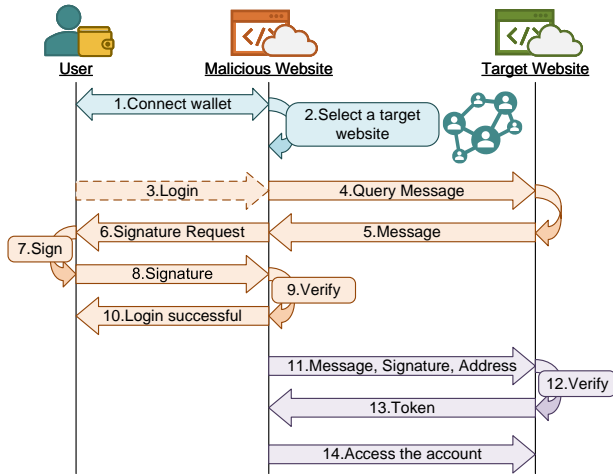 User
Malicious Website
Target Website
1.Connect wallet
2.Select a target
website
3.Login
4.Query Message
5.Message
6.Signature Request
7.Sign
8.Signature
9.Verify
10.Login successful
11.Message, Signature, Address
12.Verify
13.Token
14.Access the account